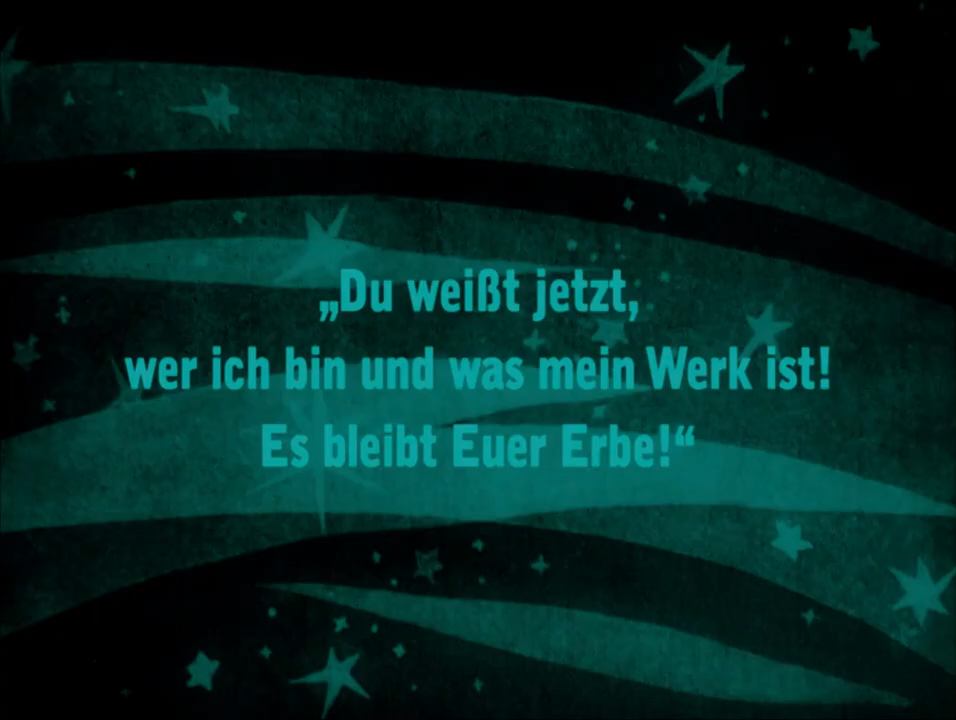 „Du weißt jetzt,
wer ich bin und was mein Werk ist!
Es bleibt Euer Erbe!“